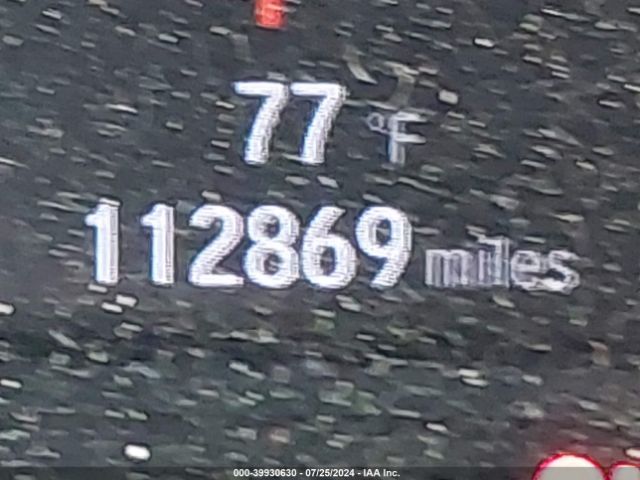 77 °F
112869 miles
000-39930630 - 07/25/2024 - IAA Inc.